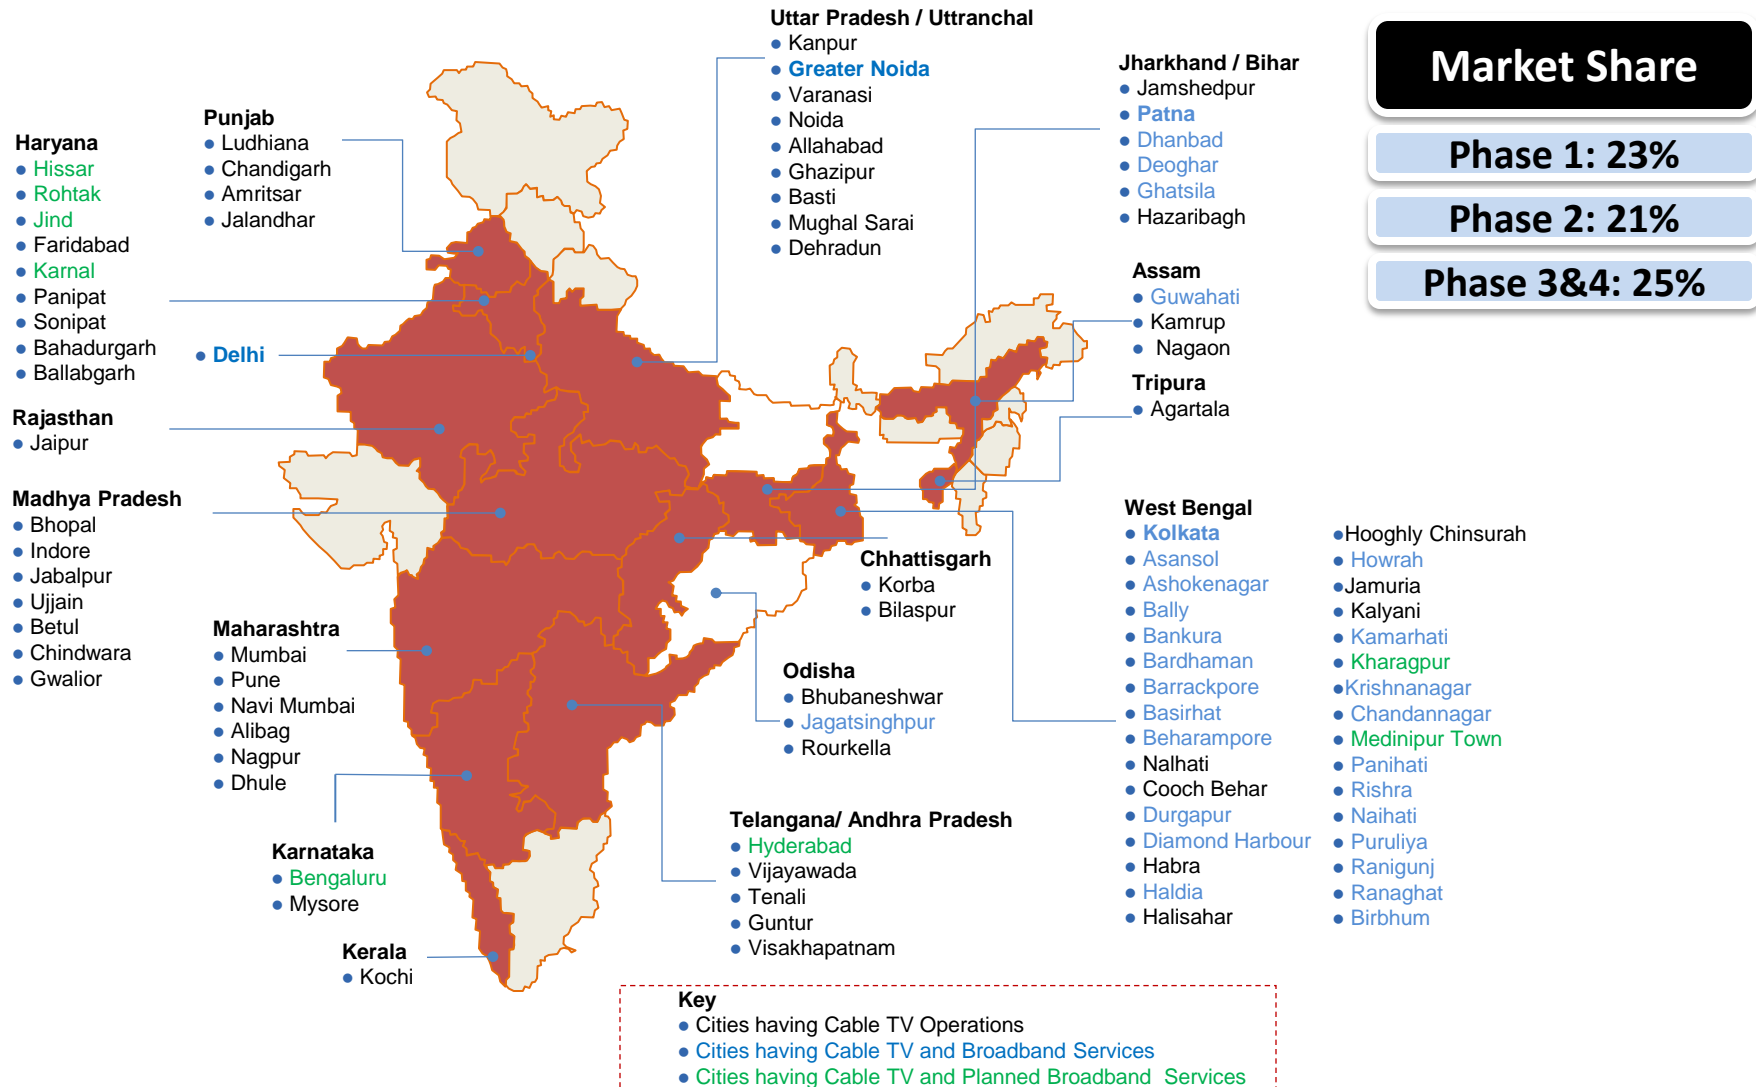 Uttar Pradesh / Uttranchal
Kanpur
Greater Noida
Varanasi
Noida
Allahabad
Ghazipur
Basti
Mughal Sarai
Dehradun
Jharkhand / Bihar
Jamshedpur
Patna
Dhanbad
Deoghar
Ghatsila
Hazaribagh
Market Share
Phase 1: 23%
Phase 2: 21%
Phase 3&4: 25%
Punjab
Ludhiana
Chandigarh
Amritsar
Jalandhar
Haryana
Hissar
Rohtak
Jind
Faridabad
Karnal
Panipat
Sonipat
Bahadurgarh
Ballabgarh
Delhi
Assam
Guwahati
Kamrup
Nagaon
Tripura
Agartala
Rajasthan
Jaipur
Madhya Pradesh
Bhopal
Indore
Jabalpur
Ujjain
Betul
Chindwara
Gwalior
Chhattisgarh
Korba
Bilaspur
Maharashtra
Mumbai
Pune
Navi Mumbai
Alibag
Nagpur
Dhule
Odisha
Bhubaneshwar
Jagatsinghpur
Rourkella
West Bengal
Kolkata
Asansol
Ashokenagar
Bally
Bankura
Bardhaman
Barrackpore
Basirhat
Beharampore
Nalhati
Cooch Behar
Durgapur
Diamond Harbour
Habra
Haldia
Halisahar
Hooghly Chinsurah
Howrah
Jamuria
Kalyani
Kamarhati
Kharagpur
Krishnanagar
Chandannagar
Medinipur Town
Panihati
Rishra
Naihati
Puruliya
Ranigunj
Ranaghat
Birbhum
Telangana/ Andhra Pradesh
Hyderabad
Vijayawada
Tenali
Guntur
Visakhapatnam
Karnataka
Bengaluru
Mysore
Kerala
Kochi
Key
Cities having Cable TV Operations
Cities having Cable TV and Broadband Services
Cities having Cable TV and Planned Broadband Services